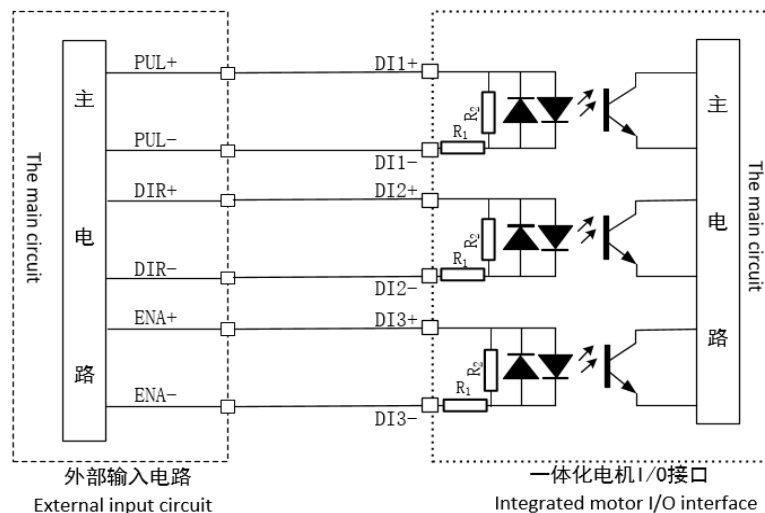 PUL+
DI1+
主
电
路
The main circuit
PUL-
R1
R2
DI1-
DIR+
DI2+
DIR-
R1
R2
DI2-
ENA+
DI3+
ENA-
R1
R2
DI3-
主
电
路
The main circuit
外部输入电路
External input circuit
一体化电机I/O接口
Integrated motor I/O interface